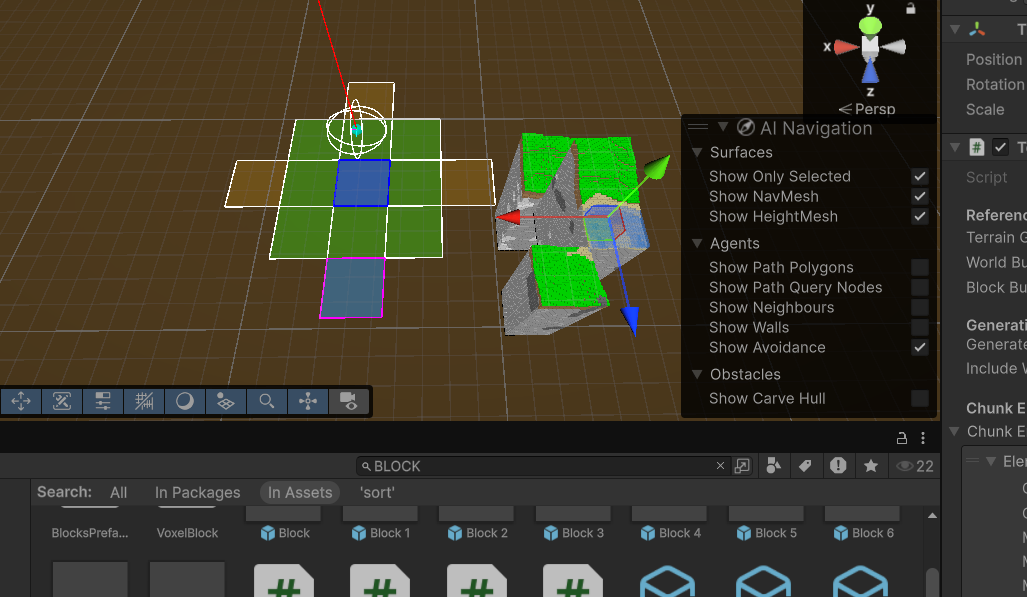 y
x
z
Persp
AI Navigation
Surfaces
Show Only Selected
Show NavMesh
Show HeightMesh
Agents
Show Path Polygons
Show Path Query Nodes
Show Neighbours
Show Walls
Show Avoidance
Obstacles
Show Carve Hull
T
Position
Rotation
Scale
Te
Script
Referenc
Terrain G
World Bu
Block Bu
Generati
Generate
Include W
Chunk E
Chunk E
Eler
BLOCK
22
Search: All In Packages In Assets 'sort'
BlocksPrefa... VoxelBlock Block Block 1 Block 2 Block 3 Block 4 Block 5 Block 6
# # # #